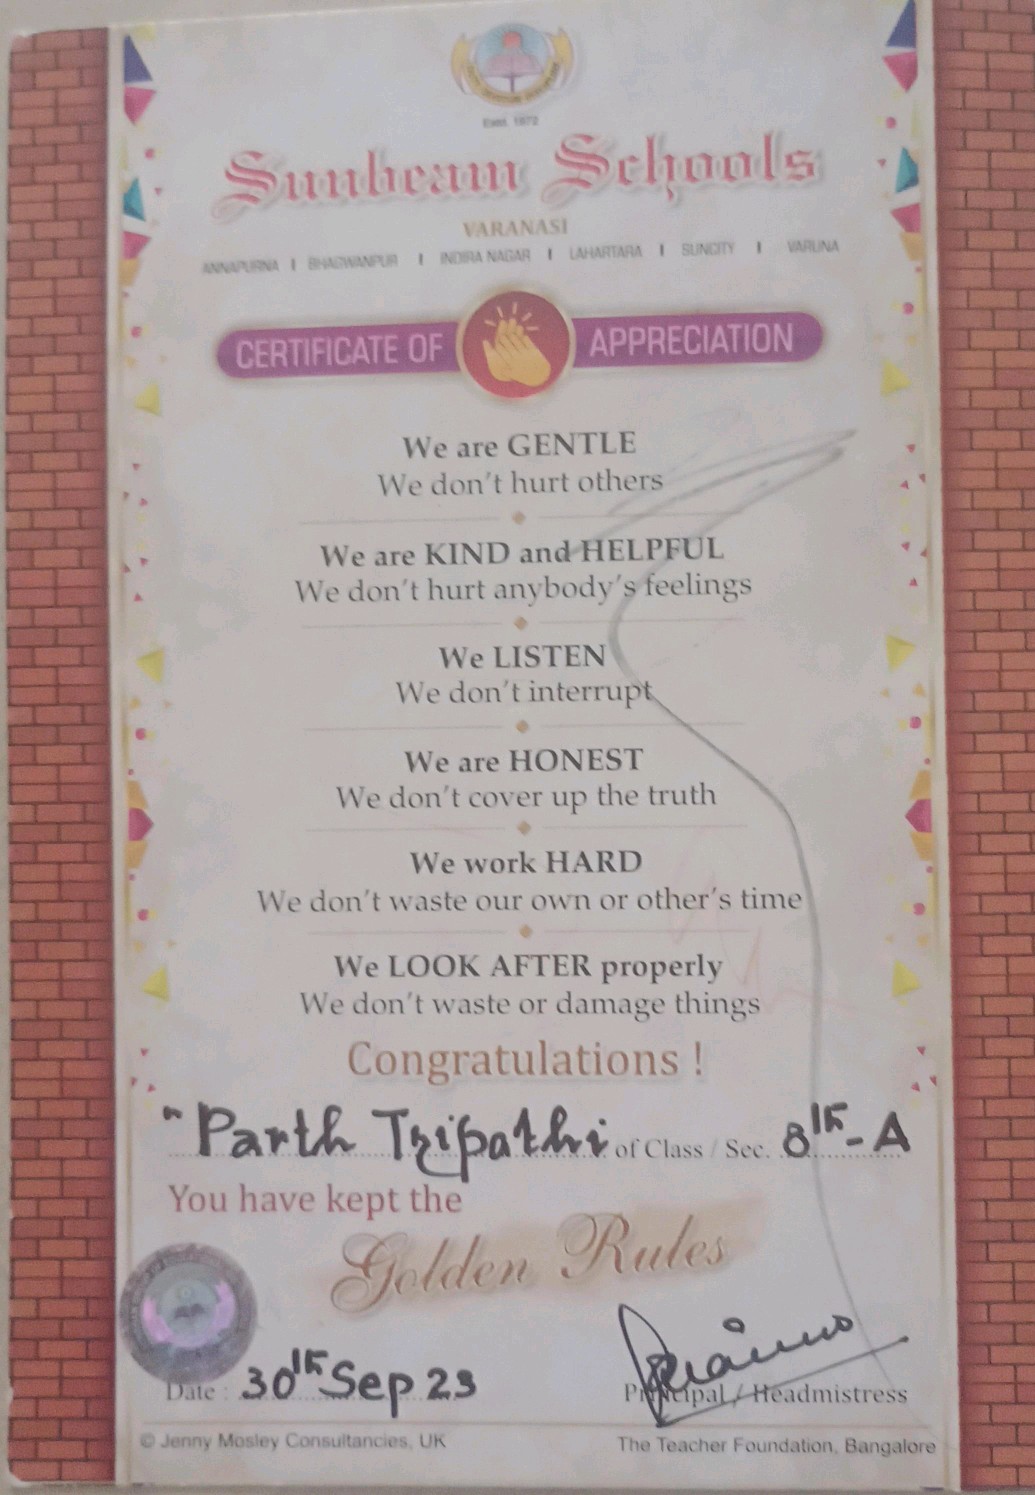 Estd. 1972
Sunbeam Schools
VARANASI
ANNAPURNA | BHAGWANPUR | INDIRA NAGAR | LAHARTARA | SUNCITY | VARUNA
CERTIFICATE OF APPRECIATION
We are GENTLE
We don't hurt others
We are KIND and HELPFUL
We don't hurt anybody's feelings
We LISTEN
We don't interrupt
We are HONEST
We don't cover up the truth
We work HARD
We don't waste our own or other's time
We LOOK AFTER properly
We don't waste or damage things
Congratulations !
"Parth Tripathi of Class / Sec. 8th-A
You have kept the
Golden Rules
Date : 30th Sep 23
Principal / Headmistress
© Jenny Mosley Consultancies, UK The Teacher Foundation, Bangalore